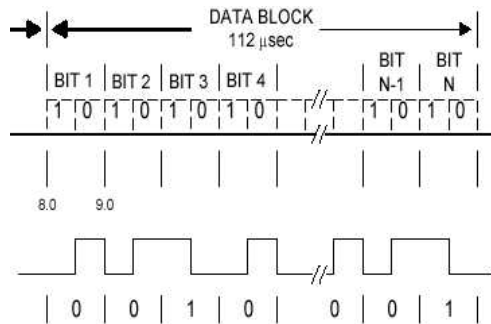 DATA BLOCK
112 μsec
BIT 1 BIT 2 BIT 3 BIT 4 BIT N-1 BIT N
1 0 1 0 1 0 1 0 1 0 1 0
8.0 9.0
0 0 1 0 0 0 1